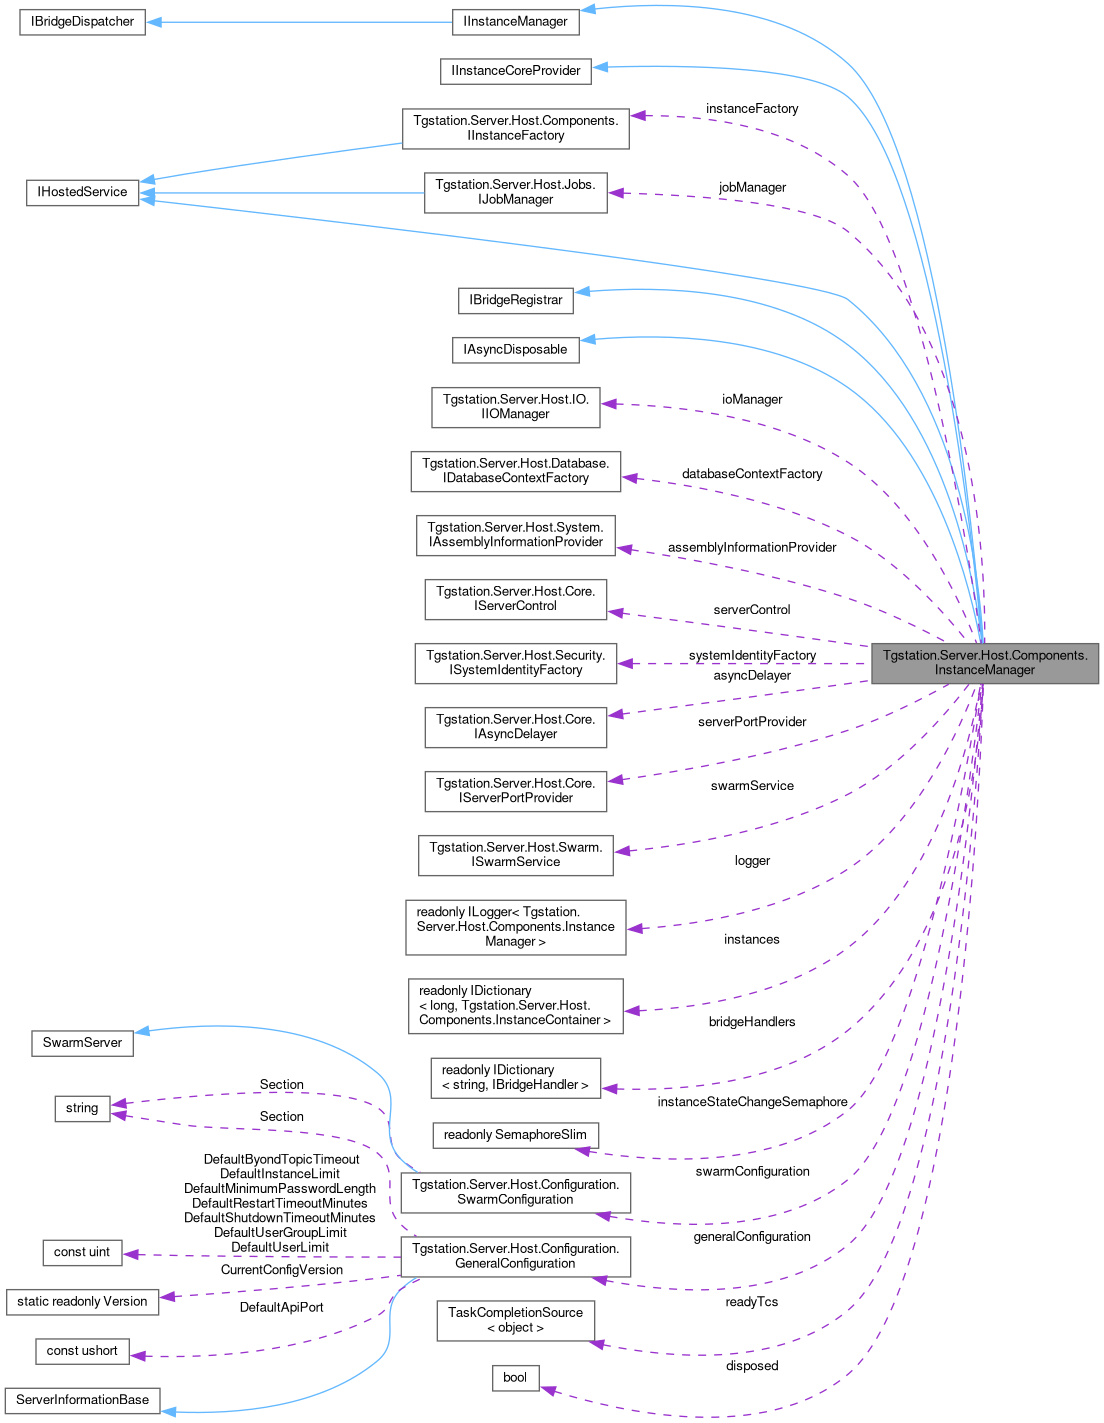 IBridgeDispatcher
IInstanceManager
IInstanceCoreProvider
instanceFactory
Tgstation.Server.Host.Components.
IInstanceFactory
IHostedService
Tgstation.Server.Host.Jobs.
IJobManager
jobManager
IBridgeRegistrar
IAsyncDisposable
Tgstation.Server.Host.IO.
IIOManager
ioManager
Tgstation.Server.Host.Database.
IDatabaseContextFactory
databaseContextFactory
Tgstation.Server.Host.System.
IAssemblyInformationProvider
assemblyInformationProvider
Tgstation.Server.Host.Core.
IServerControl
serverControl
Tgstation.Server.Host.Components.
InstanceManager
Tgstation.Server.Host.Security.
ISystemIdentityFactory
systemIdentityFactory
asyncDelayer
Tgstation.Server.Host.Core.
IAsyncDelayer
serverPortProvider
Tgstation.Server.Host.Core.
IServerPortProvider
swarmService
Tgstation.Server.Host.Swarm.
ISwarmService
logger
readonly ILogger< Tgstation.
Server.Host.Components.Instance
Manager >
instances
readonly IDictionary
< long, Tgstation.Server.Host.
Components.InstanceContainer >
bridgeHandlers
SwarmServer
readonly IDictionary
< string, IBridgeHandler >
Section
string
Section
instanceStateChangeSemaphore
readonly SemaphoreSlim
swarmConfiguration
Tgstation.Server.Host.Configuration.
SwarmConfiguration
DefaultByondTopicTimeout
DefaultInstanceLimit
DefaultMinimumPasswordLength
DefaultRestartTimeoutMinutes
DefaultShutdownTimeoutMinutes
DefaultUserGroupLimit
DefaultUserLimit
generalConfiguration
Tgstation.Server.Host.Configuration.
GeneralConfiguration
const uint
CurrentConfigVersion
static readonly Version
DefaultApiPort
readyTcs
TaskCompletionSource
< object >
const ushort
disposed
bool
ServerInformationBase